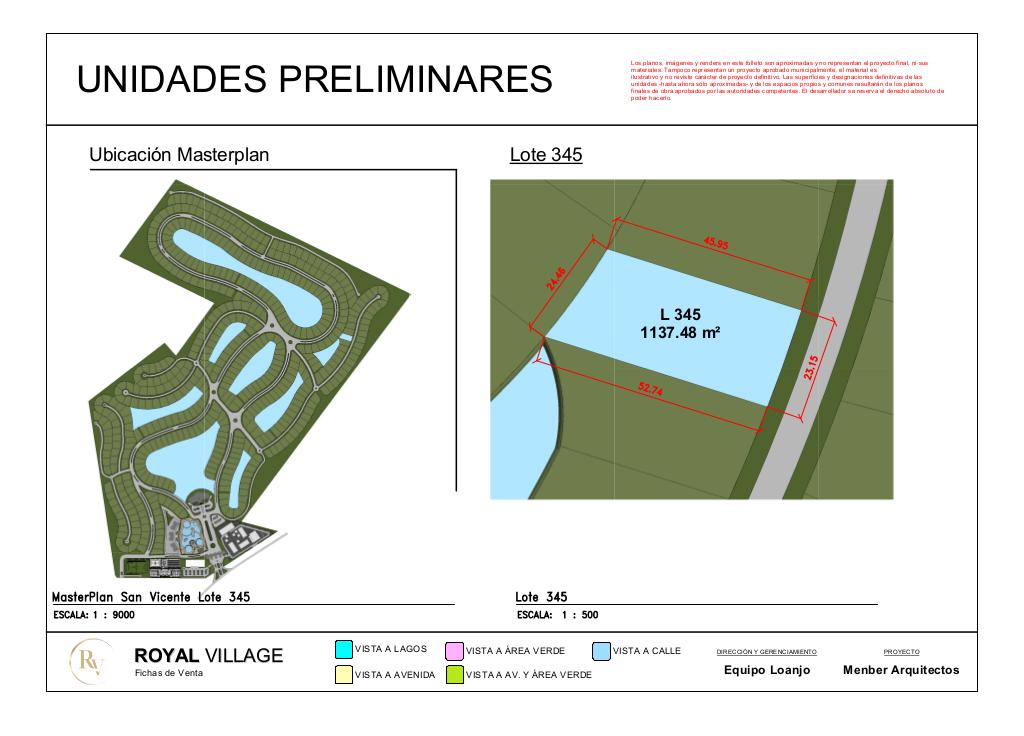 UNIDADES PRELIMINARES
Los planos, imágenes y renders en este folleto son aproximadas y no representan el proyecto final, ni sus
materiales. Tampoco representan un proyecto aprobado municipalmente, el material es
ilustrativo y no reviste carácter de proyecto definitivo. Las superficies y designaciones definitivas de las
unidades -hasta ahora sólo aproximadas- y de los espacios propios y comunes resultarán de los planos
finales de obra aprobados por las autoridades competentes. El desarrollador se reserva el derecho absoluto de
poder hacerlo.
Ubicación Masterplan
Lote 345
45.95
24.46
L 345
1137.48 m²
23.15
52.74
MasterPlan San Vicente Lote 345
ESCALA: 1 : 9000
Lote 345
ESCALA: 1 : 500
RV
ROYAL VILLAGE
Fichas de Venta
VISTA A LAGOS
VISTA A ÁREA VERDE
VISTA A CALLE
VISTA A AVENIDA
VISTA A AV. Y ÁREA VERDE
DIRECCIÓN Y GERENCIAMIENTO
Equipo Loanjo
PROYECTO
Menber Arquitectos